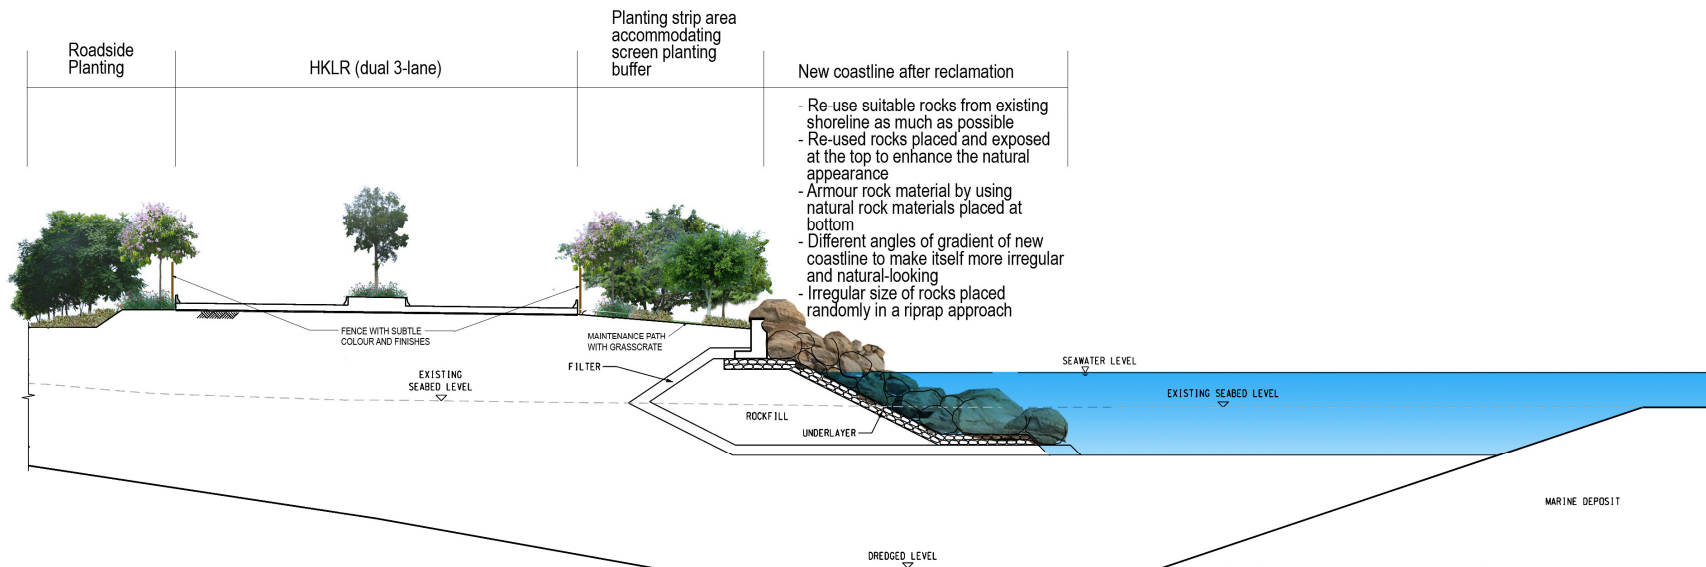 Roadside
Planting
HKLR (dual 3-lane)
Planting strip area
accommodating
screen planting
buffer
New coastline after reclamation
- Re-use suitable rocks from existing
shoreline as much as possible
- Re-used rocks placed and exposed
at the top to enhance the natural
appearance
- Armour rock material by using
natural rock materials placed at
bottom
- Different angles of gradient of new
coastline to make itself more irregular
and natural-looking
- Irregular size of rocks placed
randomly in a riprap approach
FENCE WITH SUBTLE
COLOUR AND FINISHES
MAINTENANCE PATH
WITH GRASSCRETE
FILTER
EXISTING
SEABED LEVEL
ROCKFILL
UNDERLAYER
SEAWATER LEVEL
EXISTING SEABED LEVEL
MARINE DEPOSIT
DREDGED LEVEL